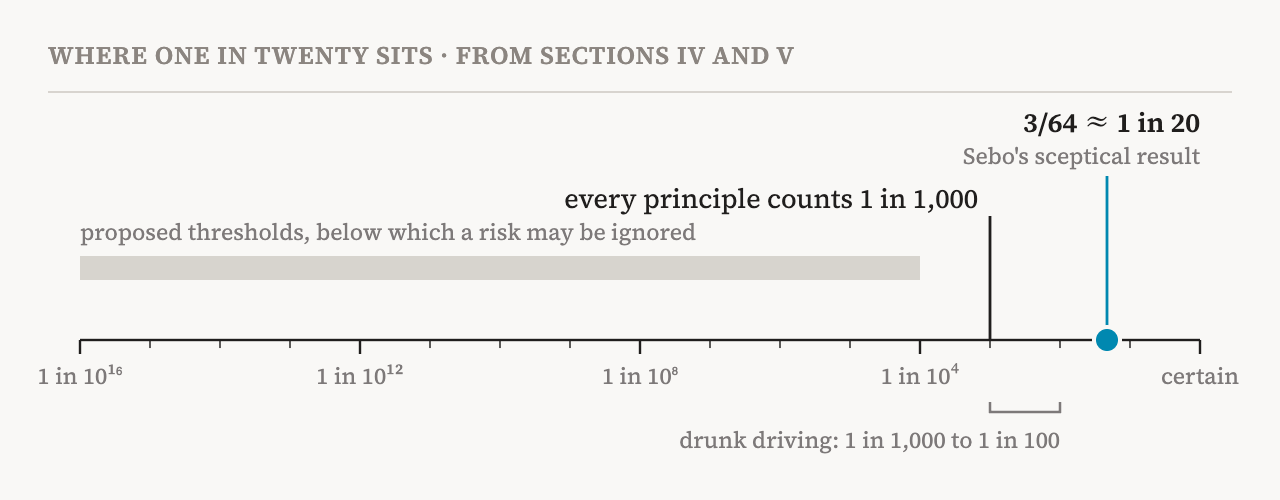 WHERE ONE IN TWENTY SITS · FROM SECTIONS IV AND V
3/64 ≈ 1 in 20
Sebo's sceptical result
every principle counts 1 in 1,000
proposed thresholds, below which a risk may be ignored
1 in 10¹⁶
1 in 10¹²
1 in 10⁸
1 in 10⁴
certain
drunk driving: 1 in 1,000 to 1 in 100